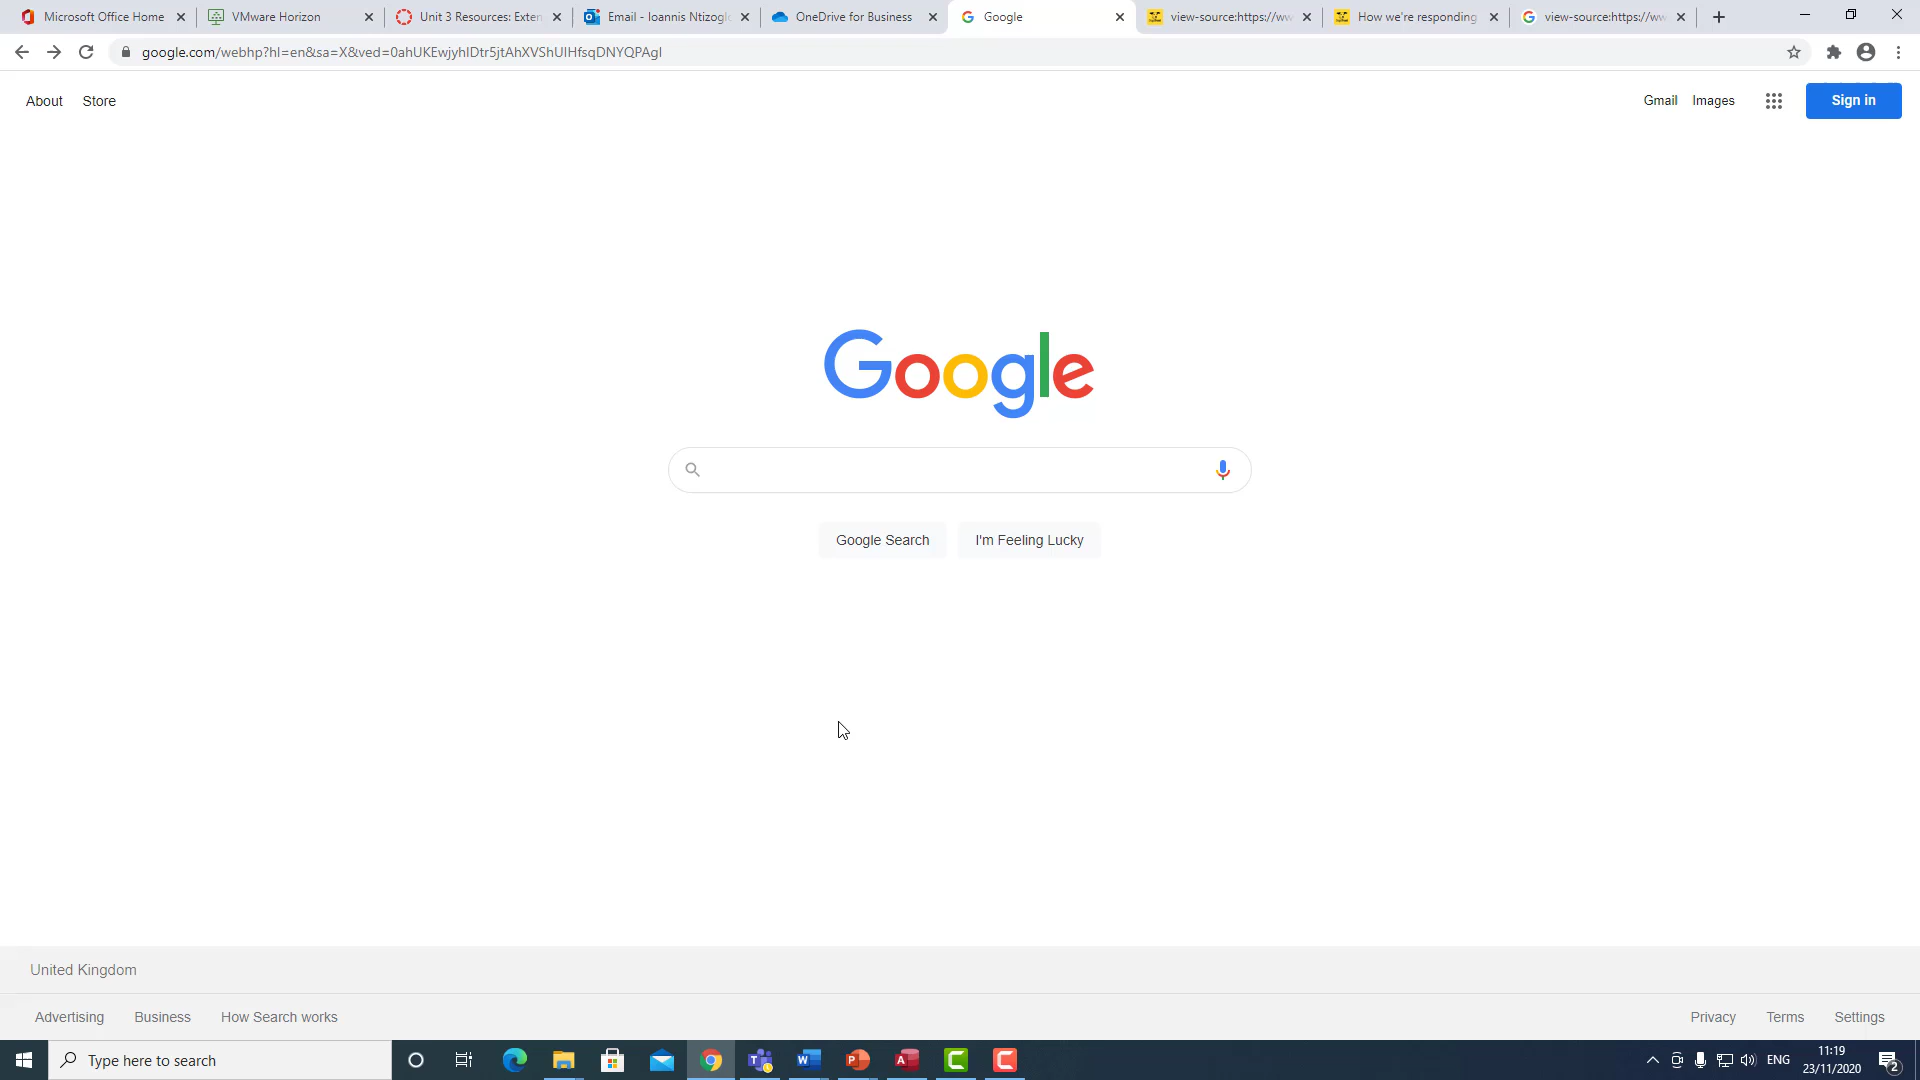 Microsoft Office Home
VMware Horizon
Unit 3 Resources: Exten
Email - Ioannis Ntizogl
OneDrive for Business
Google
view-source:https://ww
How we're responding
view-source:https://ww
google.com/webhp?hl=en&sa=X&ved=
About Store
Gmail Images Sign in
Google
Google Search I'm Feeling Lucky
United Kingdom
Advertising Business How Search works
Privacy Terms Settings
Type here to search
ENG
11:19
23/11/2020
2